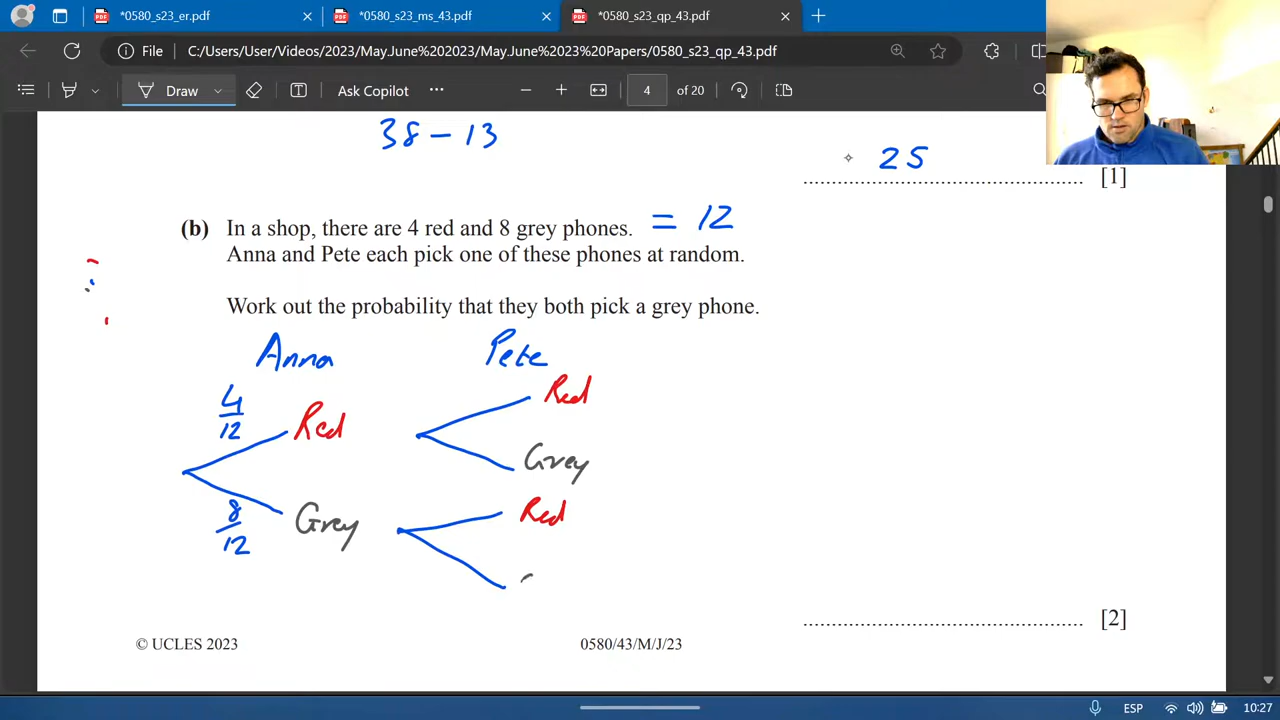 *0580_s23_er.pdf
*0580_s23_ms_43.pdf
*0580_s23_qp_43.pdf
File
C:/Users/User/Videos/2023/May.June%202023/May.June%2023%20Papers/0580_s23_qp_43.pdf
Draw
Ask Copilot
4 of 20
38 - 13
25
[1]
(b) In a shop, there are 4 red and 8 grey phones. = 12
Anna and Pete each pick one of these phones at random.
Work out the probability that they both pick a grey phone.
Anna Pete
4/12 Red Red
Grey
8/12 Grey Red
[2]
© UCLES 2023
0580/43/M/J/23
ESP
10:27